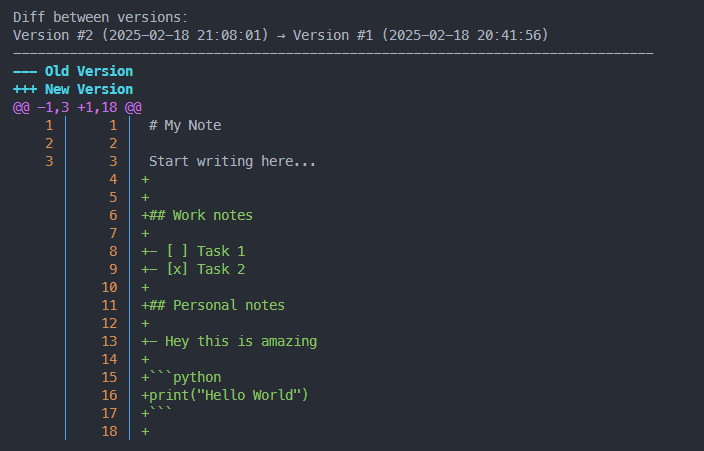 Diff between versions:
Version #2 (2025-02-18 21:08:01) → Version #1 (2025-02-18 20:41:56)
────────────────────────────────────────────────────────────────────────────────
--- Old Version
+++ New Version
@@ -1,3 +1,18 @@
    1 │     1 │  # My Note
    2 │     2 │
    3 │     3 │  Start writing here...
      │     4 │ +
      │     5 │ +
      │     6 │ +## Work notes
      │     7 │ +
      │     8 │ +- [ ] Task 1
      │     9 │ +- [x] Task 2
      │    10 │ +
      │    11 │ +## Personal notes
      │    12 │ +
      │    13 │ +- Hey this is amazing
      │    14 │ +
      │    15 │ +```python
      │    16 │ +print("Hello World")
      │    17 │ +```
      │    18 │ +